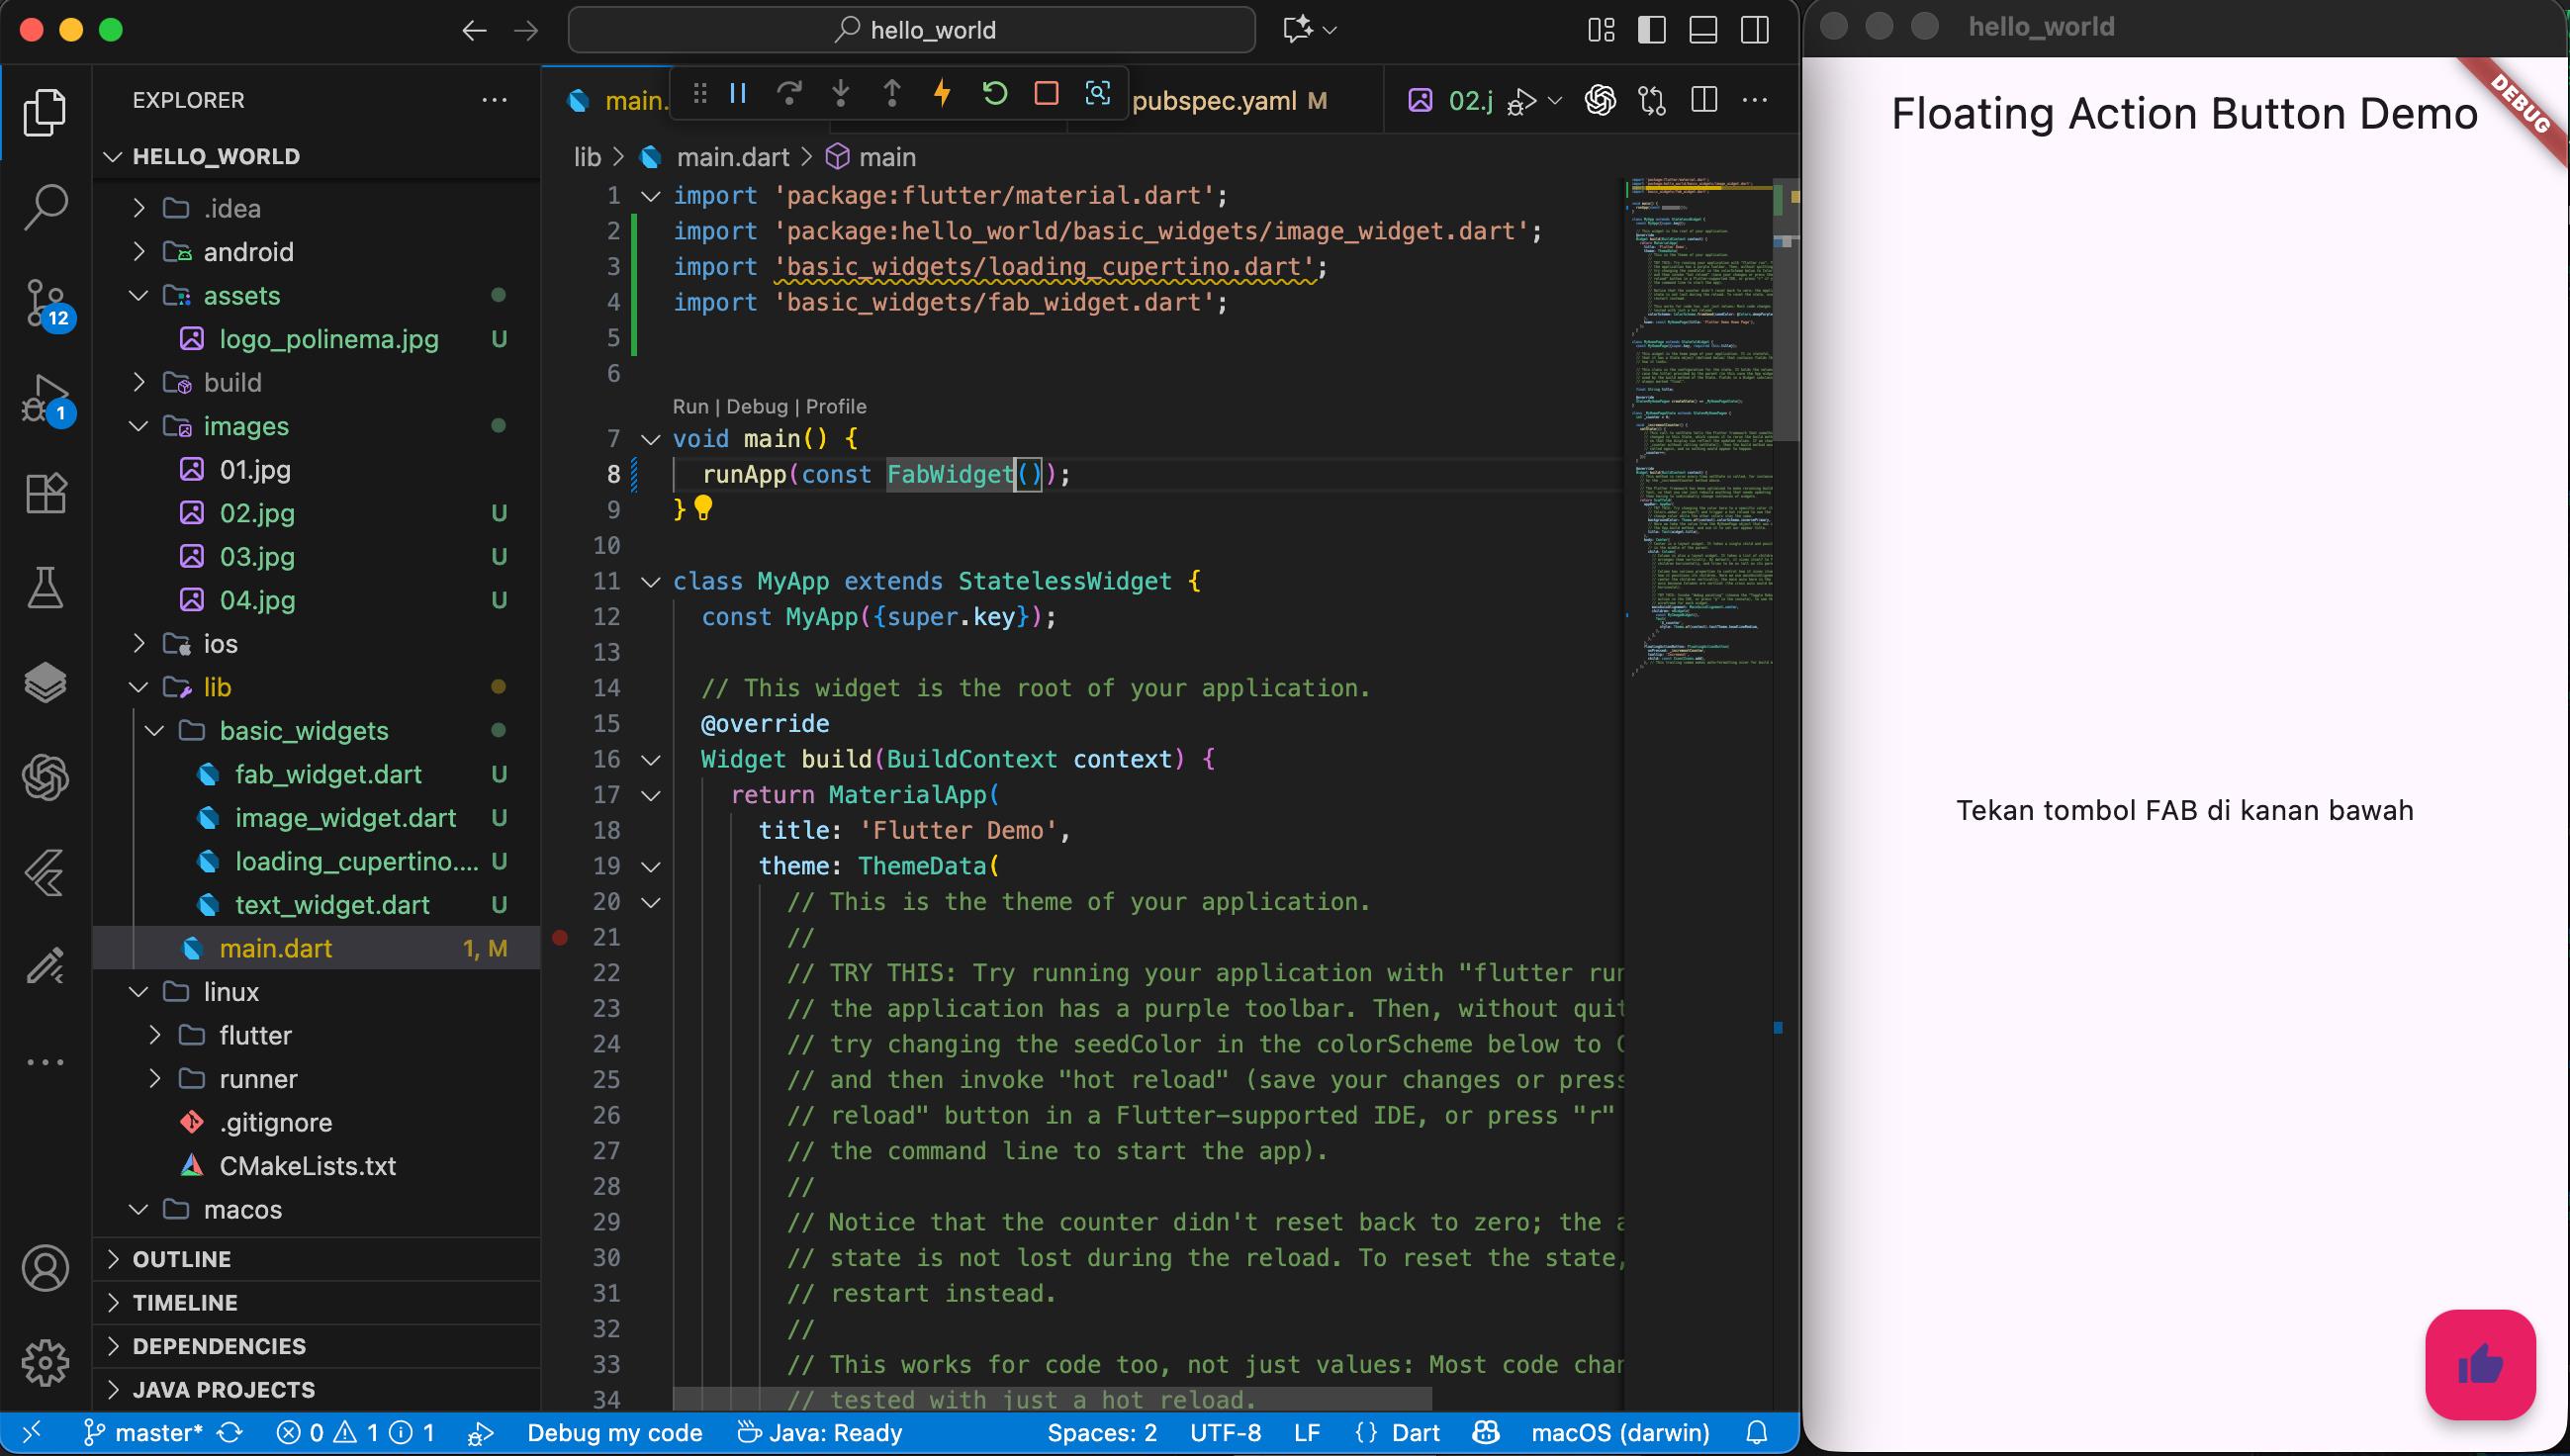 hello_world
EXPLORER
HELLO_WORLD
.idea
android
assets
logo_polinema.jpg U
build
images
01.jpg
02.jpg U
03.jpg U
04.jpg U
ios
lib
basic_widgets
fab_widget.dart U
image_widget.dart U
loading_cupertino.... U
text_widget.dart U
main.dart 1, M
linux
flutter
runner
.gitignore
CMakeLists.txt
macos
OUTLINE
TIMELINE
DEPENDENCIES
JAVA PROJECTS
12
1
main.
pubspec.yaml M
02.j
lib > main.dart > main
1 import 'package:flutter/material.dart';
2 import 'package:hello_world/basic_widgets/image_widget.dart';
3 import 'basic_widgets/loading_cupertino.dart';
4 import 'basic_widgets/fab_widget.dart';
5
6
Run | Debug | Profile
7 void main() {
8 runApp(const FabWidget());
9 }
10
11 class MyApp extends StatelessWidget {
12 const MyApp({super.key});
13
14 // This widget is the root of your application.
15 @override
16 Widget build(BuildContext context) {
17 return MaterialApp(
18 title: 'Flutter Demo',
19 theme: ThemeData(
20 // This is the theme of your application.
21 //
22 // TRY THIS: Try running your application with "flutter run
23 // the application has a purple toolbar. Then, without quit
24 // try changing the seedColor in the colorScheme below to
25 // and then invoke "hot reload" (save your changes or press
26 // reload" button in a Flutter-supported IDE, or press "r"
27 // the command line to start the app).
28 //
29 // Notice that the counter didn't reset back to zero; the a
30 // state is not lost during the reload. To reset the state,
31 // restart instead.
32 //
33 // This works for code too, not just values: Most code chan
34 // tested with just a hot reload.
master* 0 1 1 Debug my code Java: Ready Spaces: 2 UTF-8 LF {} Dart macOS (darwin)
hello_world
DEBUG
Floating Action Button Demo
Tekan tombol FAB di kanan bawah